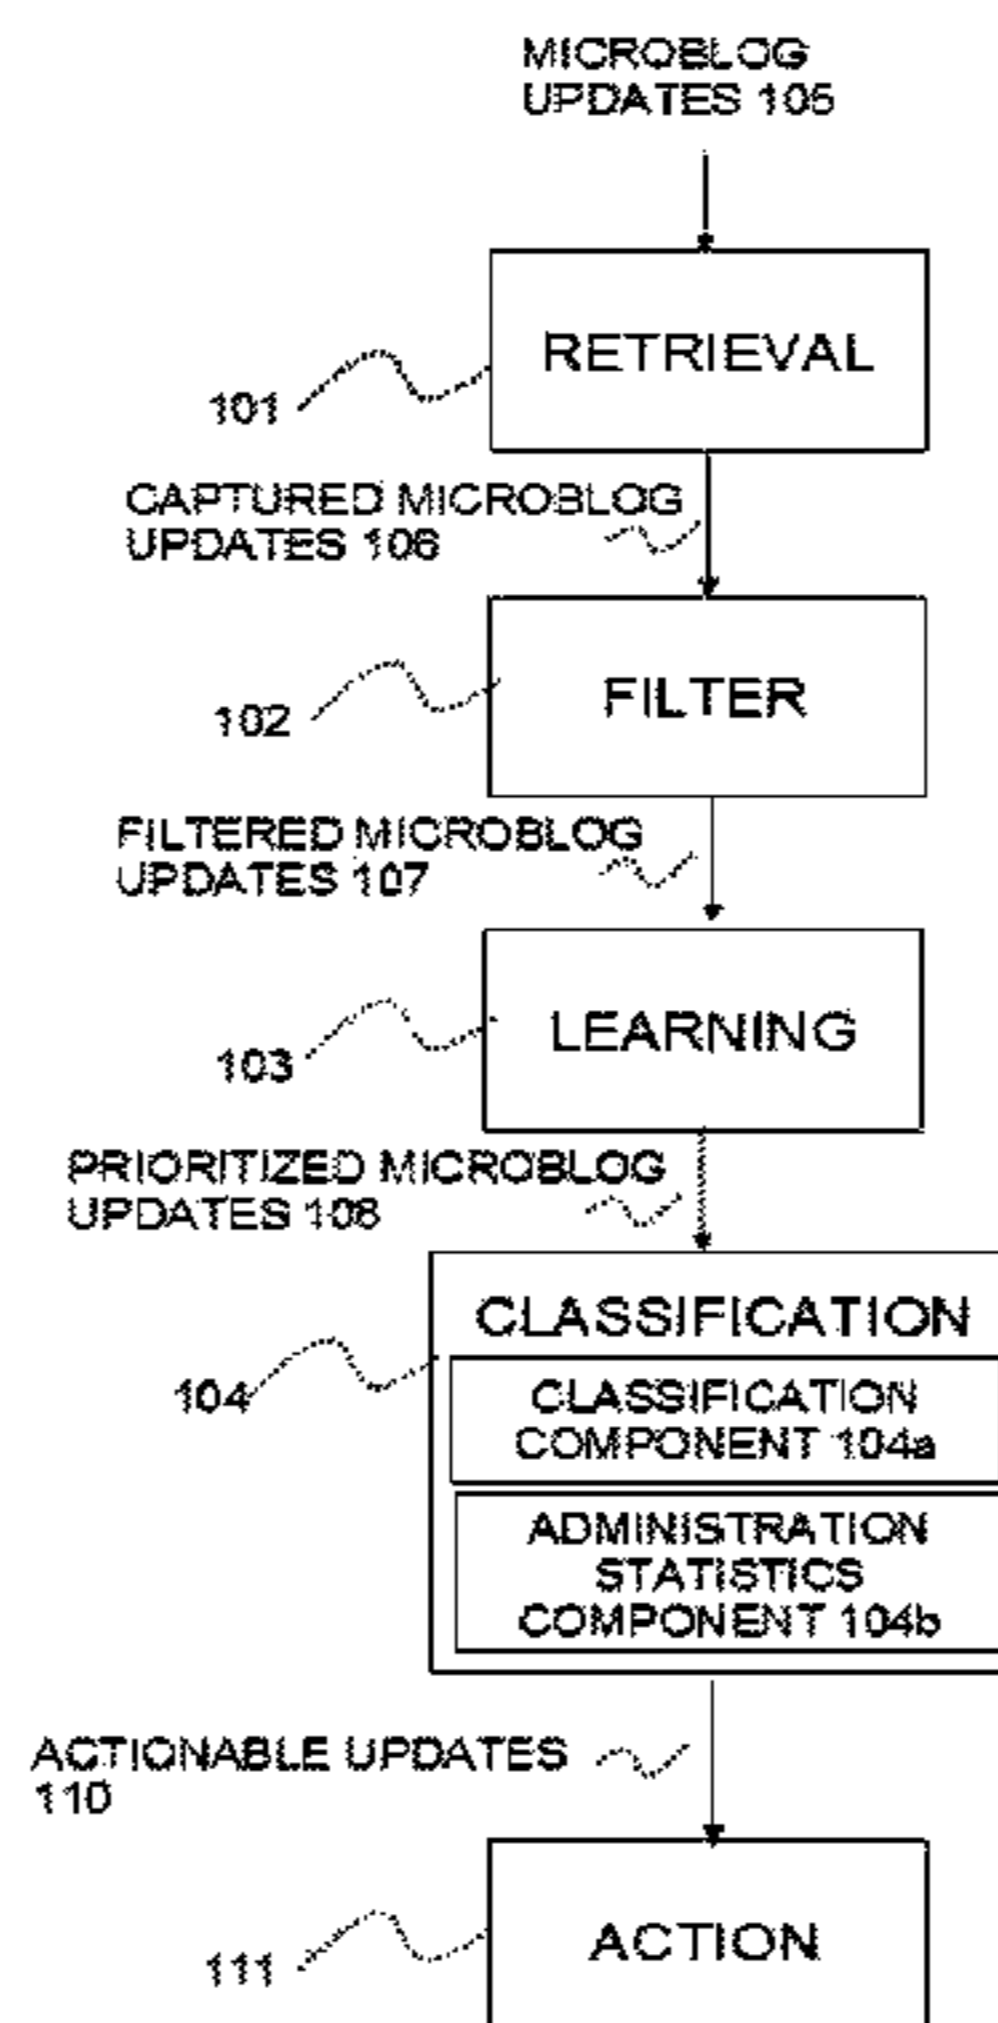 MICROBLOG
UPDATES 105
RETRIEVAL
101
CAPTURED MICROBLOG
UPDATES 106
FILTER
102
FILTERED MICROBLOG
UPDATES 107
LEARNING
103
PRIORITIZED MICROBLOG
UPDATES 108
CLASSIFICATION
104
CLASSIFICATION
COMPONENT 104a
ADMINISTRATION
STATISTICS
COMPONENT 104b
ACTIONABLE UPDATES
110
ACTION
111